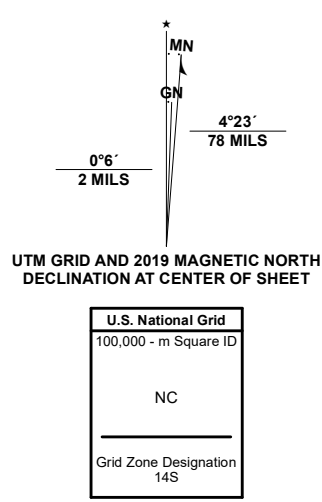 ★
MN
GN
4°23´
78 MILS
0°6´
2 MILS
UTM GRID AND 2019 MAGNETIC NORTH
DECLINATION AT CENTER OF SHEET
U.S. National Grid
100,000 - m Square ID
NC
Grid Zone Designation
14S